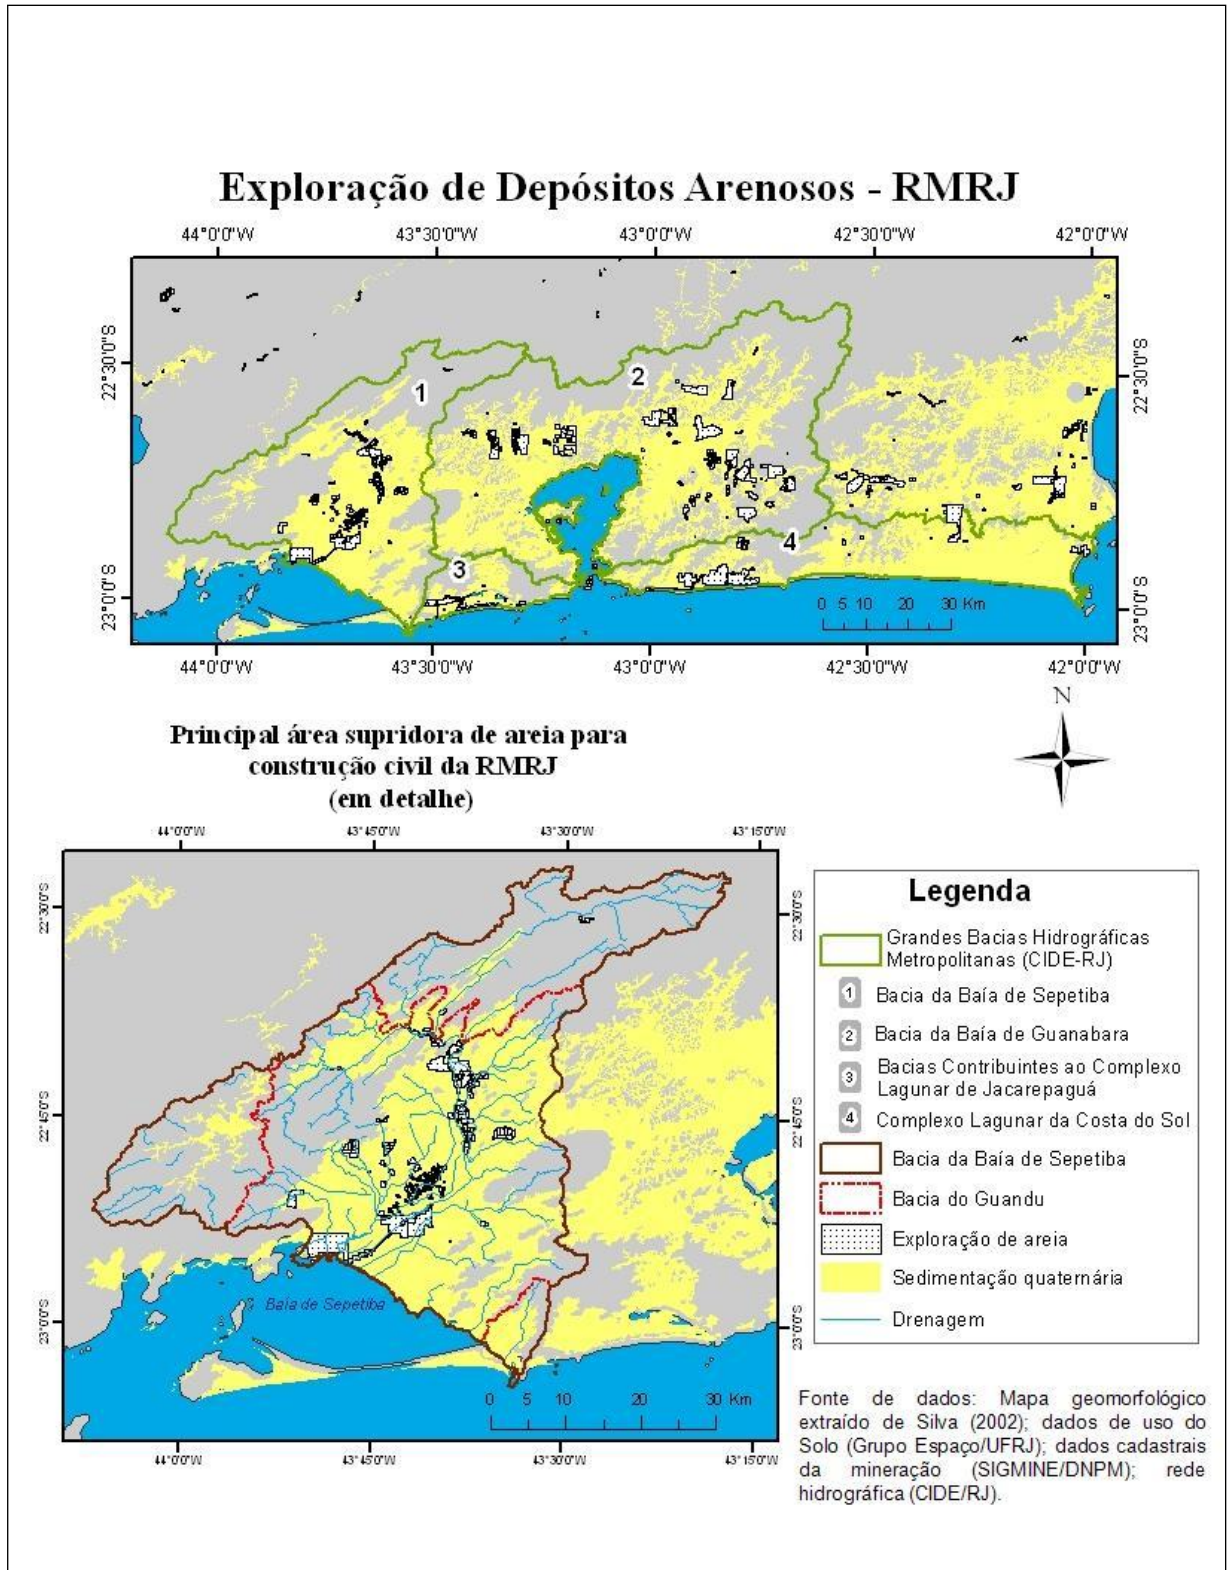 Exploração de Depósitos Arenosos - RMRJ
44°0'0"W 43°30'0"W 43°0'0"W 42°30'0"W 42°0'0"W
22°30'0"S
22°30'0"S
1
2
3
4
23°0'0"S
23°0'0"S
0 5 10 20 30 Km
44°0'0"W 43°30'0"W 43°0'0"W 42°30'0"W 42°0'0"W
N
Principal área supridora de areia para
construção civil da RMRJ
(em detalhe)
44°0'0"W 43°45'0"W 43°30'0"W 43°15'0"W
22°30'0"S
22°30'0"S
22°45'0"S
22°45'0"S
23°0'0"S
23°0'0"S
Baía de Sepetiba
0 5 10 20 30 Km
44°0'0"W 43°45'0"W 43°30'0"W 43°15'0"W
Legenda
Grandes Bacias Hidrográficas
Metropolitanas (CIDE-RJ)
1 Bacia da Baía de Sepetiba
2 Bacia da Baía de Guanabara
3 Bacias Contribuintes ao Complexo
Lagunar de Jacarepaguá
4 Complexo Lagunar da Costa do Sol
Bacia da Baía de Sepetiba
Bacia do Guandu
Exploração de areia
Sedimentação quaternária
Drenagem
Fonte de dados: Mapa geomorfológico
extraído de Silva (2002); dados de uso do
Solo (Grupo Espaço/UFRJ); dados cadastrais
da mineração (SIGMINE/DNPM); rede
hidrográfica (CIDE/RJ).